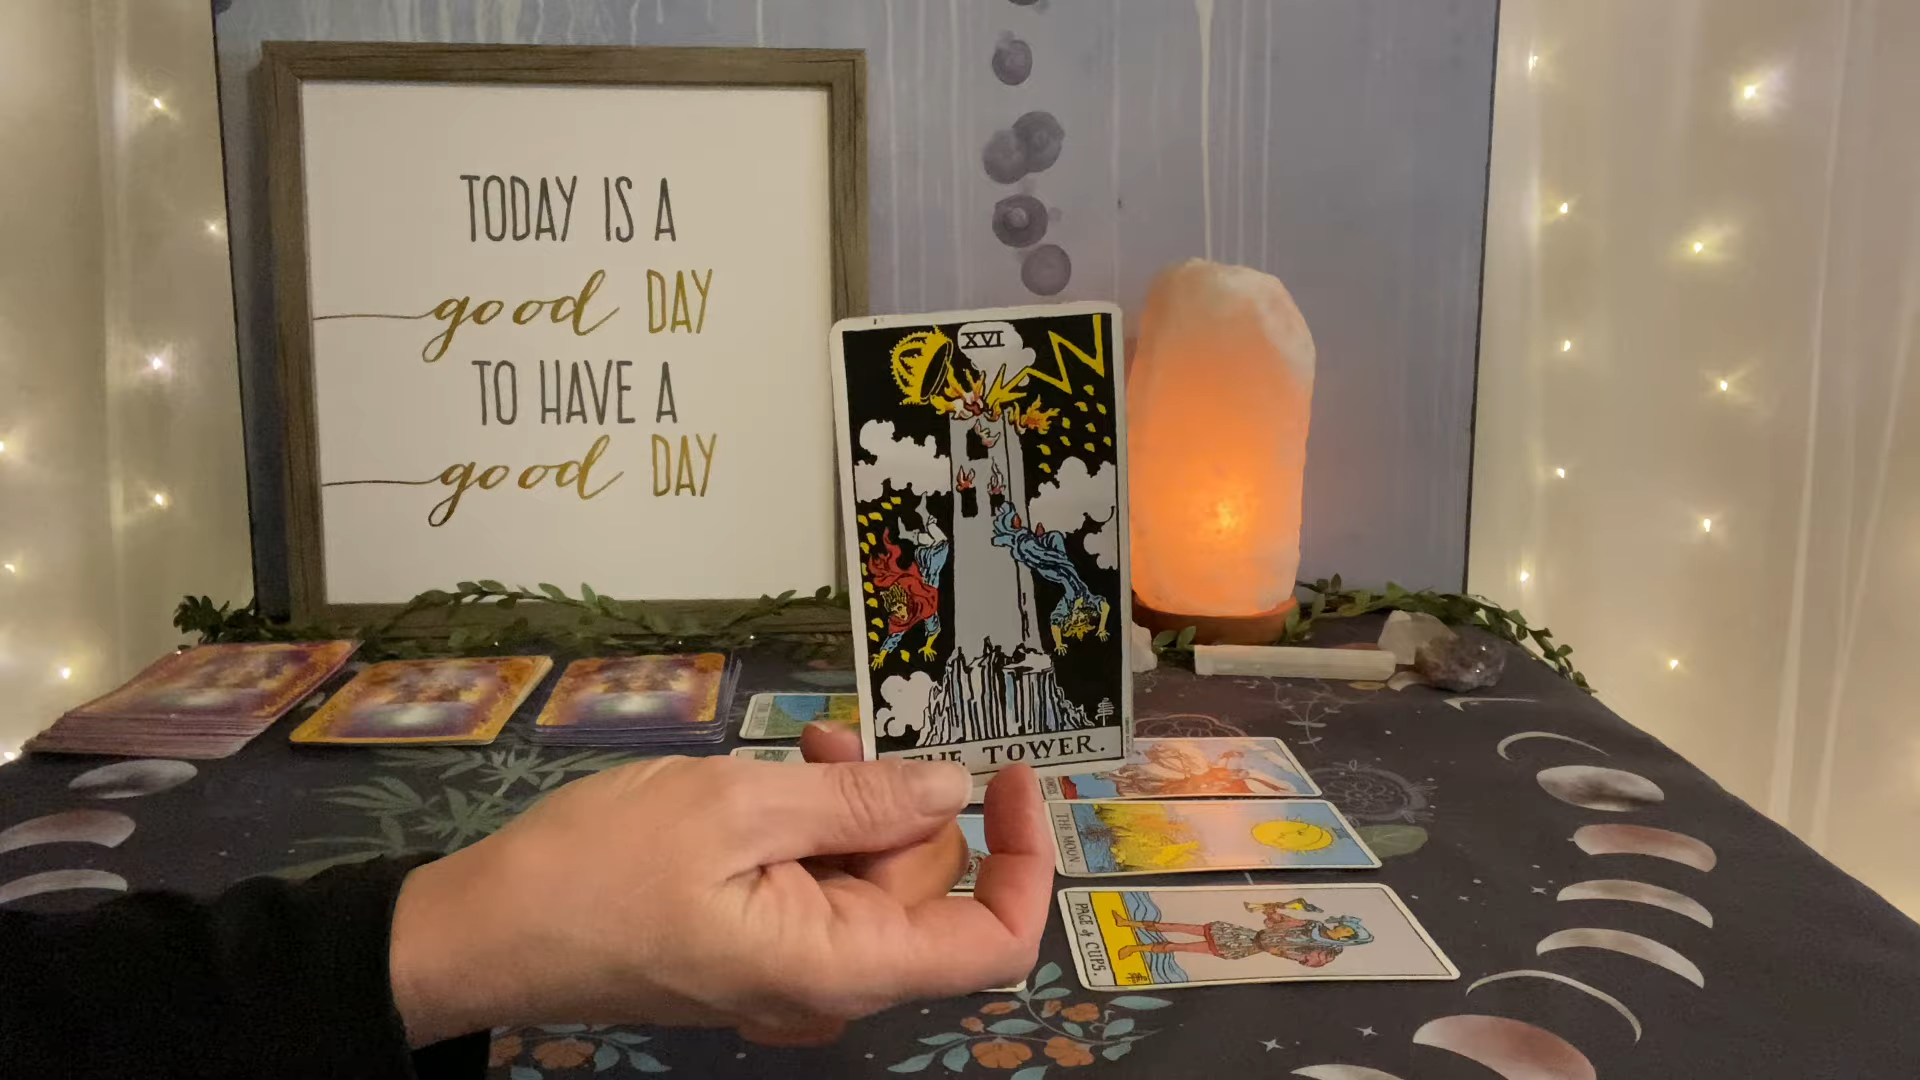 TODAY IS A
good DAY
TO HAVE A
good DAY
XVI
THE TOWER.
THE MOON.
PAGE of CUPS.